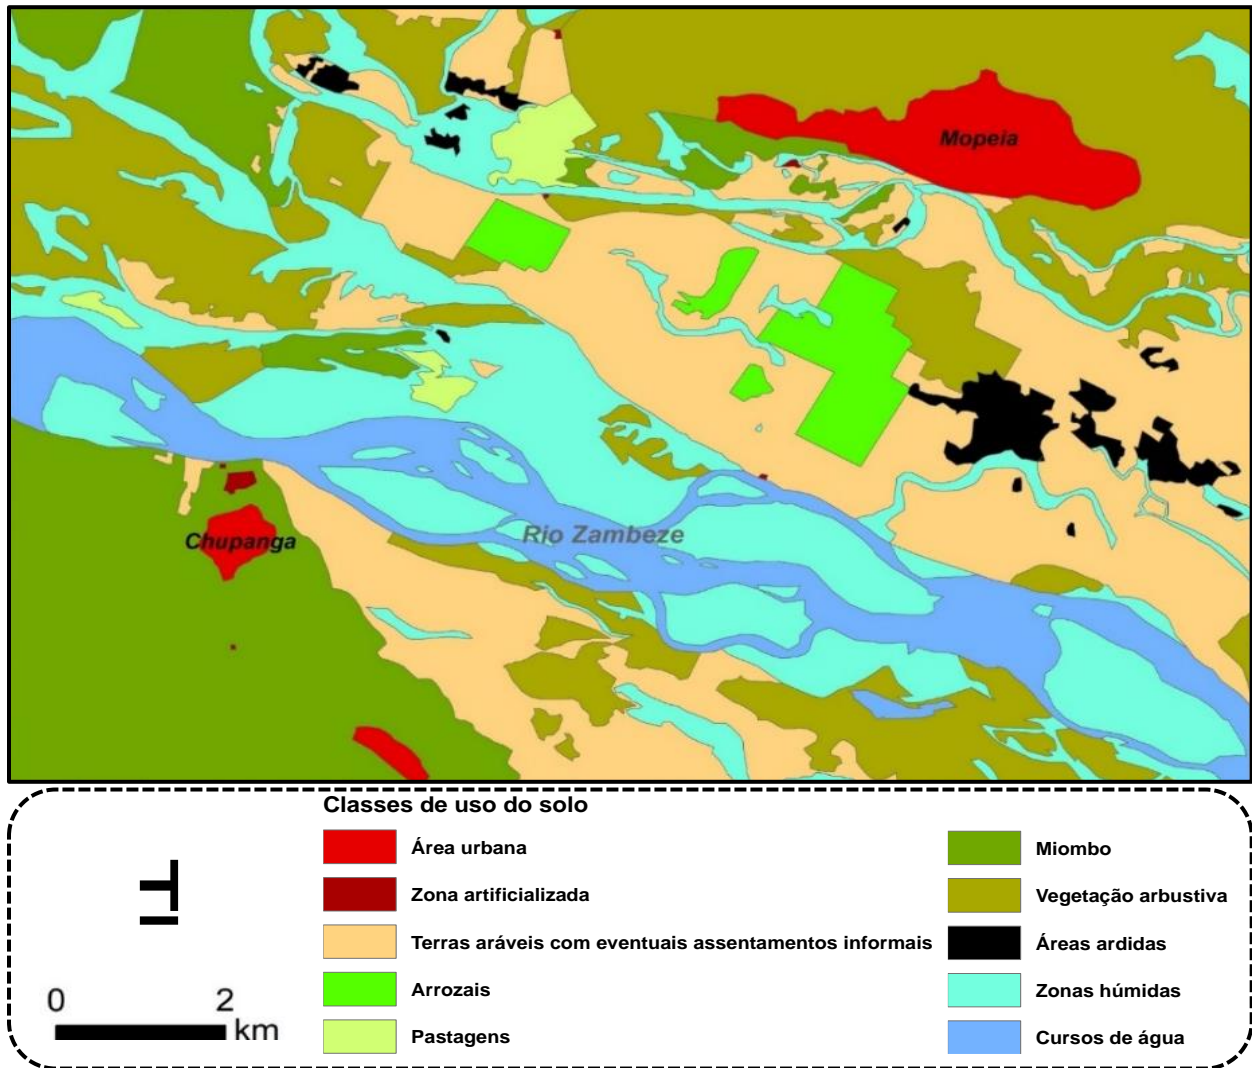 Mopeia
Rio Zambeze
Chupanga
Classes de uso do solo
Área urbana
Zona artificializada
Terras aráveis com eventuais assentamentos informais
Arrozais
Pastagens
Miombo
Vegetação arbustiva
Áreas ardidas
Zonas húmidas
Cursos de água
0 2
km